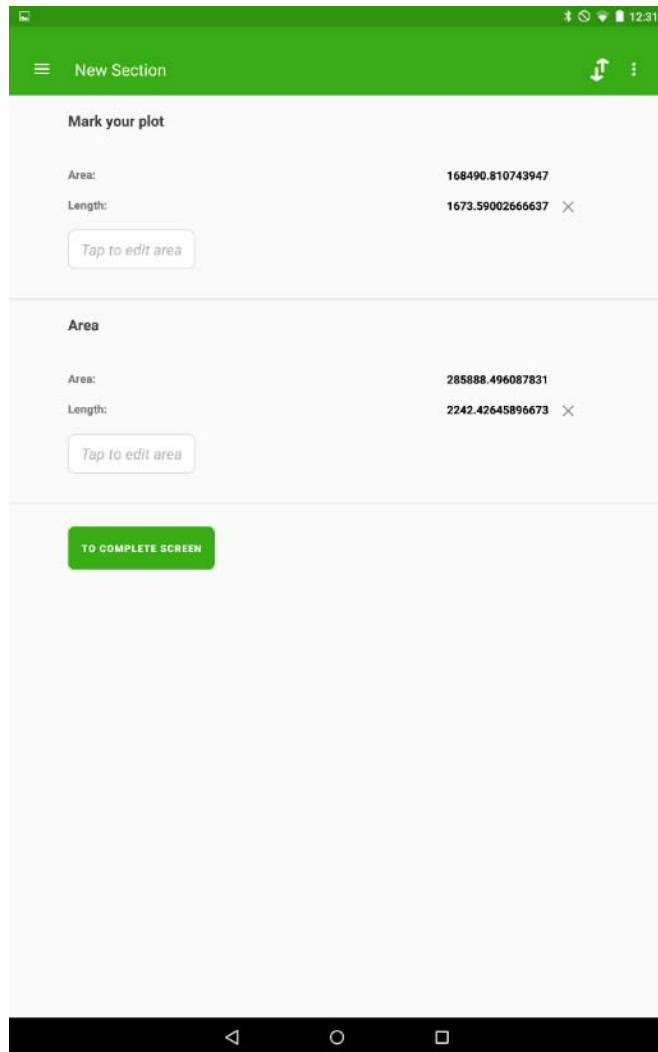 12:31
New Section
Mark your plot
Area: 168490.810743947
Length: 1673.59002666637
Tap to edit area
Area
Area: 285888.496087831
Length: 2242.42645896673
Tap to edit area
TO COMPLETE SCREEN